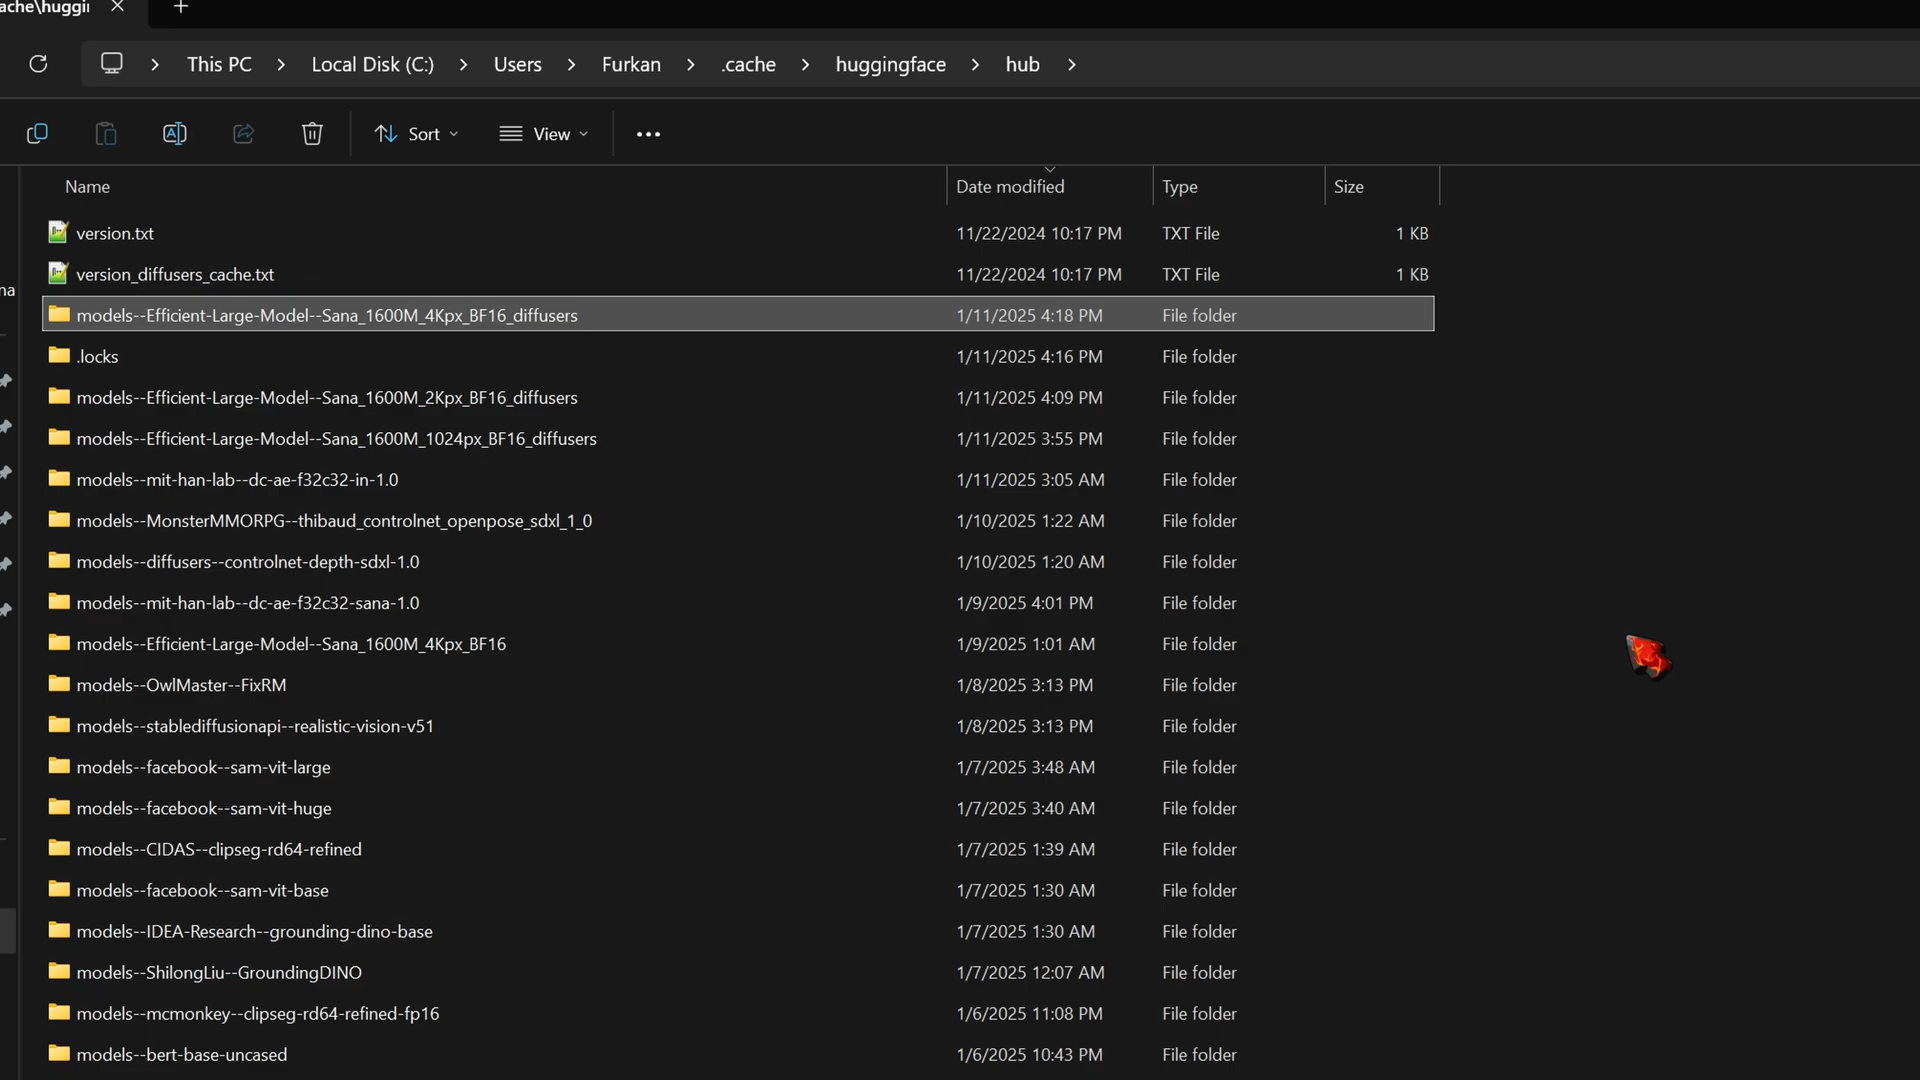 ache\huggi
This PC > Local Disk (C:) > Users > Furkan > .cache > huggingface > hub >
Sort View
Name Date modified Type Size
version.txt 11/22/2024 10:17 PM TXT File 1 KB
version_diffusers_cache.txt 11/22/2024 10:17 PM TXT File 1 KB
na
models--Efficient-Large-Model--Sana_1600M_4Kpx_BF16_diffusers 1/11/2025 4:18 PM File folder
.locks 1/11/2025 4:16 PM File folder
models--Efficient-Large-Model--Sana_1600M_2Kpx_BF16_diffusers 1/11/2025 4:09 PM File folder
models--Efficient-Large-Model--Sana_1600M_1024px_BF16_diffusers 1/11/2025 3:55 PM File folder
models--mit-han-lab--dc-ae-f32c32-in-1.0 1/11/2025 3:05 AM File folder
models--MonsterMMORPG--thibaud_controlnet_openpose_sdxl_1_0 1/10/2025 1:22 AM File folder
models--diffusers--controlnet-depth-sdxl-1.0 1/10/2025 1:20 AM File folder
models--mit-han-lab--dc-ae-f32c32-sana-1.0 1/9/2025 4:01 PM File folder
models--Efficient-Large-Model--Sana_1600M_4Kpx_BF16 1/9/2025 1:01 AM File folder
models--OwlMaster--FixRM 1/8/2025 3:13 PM File folder
models--stablediffusionapi--realistic-vision-v51 1/8/2025 3:13 PM File folder
models--facebook--sam-vit-large 1/7/2025 3:48 AM File folder
models--facebook--sam-vit-huge 1/7/2025 3:40 AM File folder
models--CIDAS--clipseg-rd64-refined 1/7/2025 1:39 AM File folder
models--facebook--sam-vit-base 1/7/2025 1:30 AM File folder
models--IDEA-Research--grounding-dino-base 1/7/2025 1:30 AM File folder
models--ShilongLiu--GroundingDINO 1/7/2025 12:07 AM File folder
models--mcmonkey--clipseg-rd64-refined-fp16 1/6/2025 11:08 PM File folder
models--bert-base-uncased 1/6/2025 10:43 PM File folder